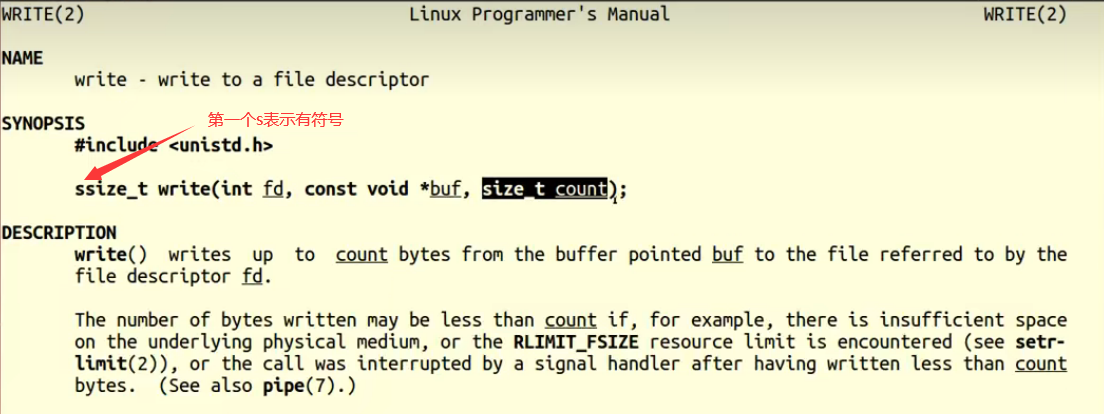 WRITE(2) Linux Programmer's Manual WRITE(2)
NAME
write - write to a file descriptor
SYNOPSIS
第一个s表示有符号
#include <unistd.h>
ssize_t write(int fd, const void *buf, size_t count);
DESCRIPTION
write() writes up to count bytes from the buffer pointed buf to the file referred to by the
file descriptor fd.
The number of bytes written may be less than count if, for example, there is insufficient space
on the underlying physical medium, or the RLIMIT_FSIZE resource limit is encountered (see setr-
limit(2)), or the call was interrupted by a signal handler after having written less than count
bytes. (See also pipe(7).)